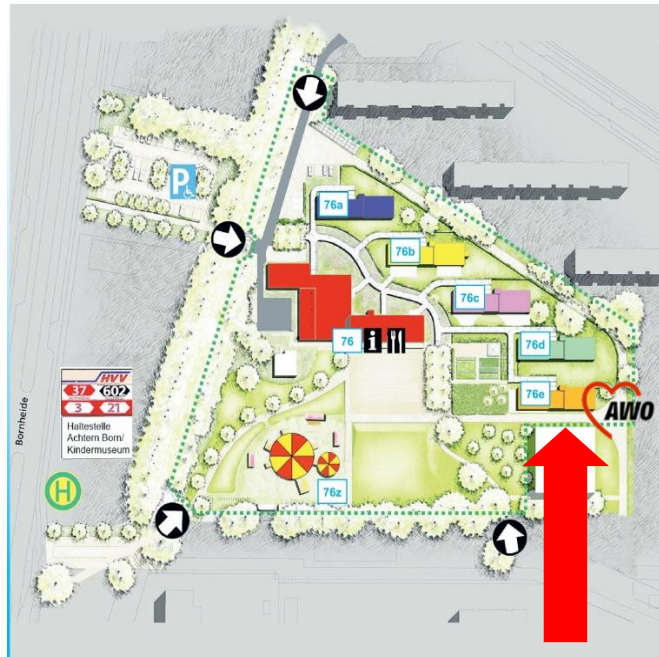 P
76a
76b
76c
76
i
76d
76e
AWO
HVV
37 602
3 21
Haltestelle
Achtern Born/
Kindermuseum
Bornheide
H
76z